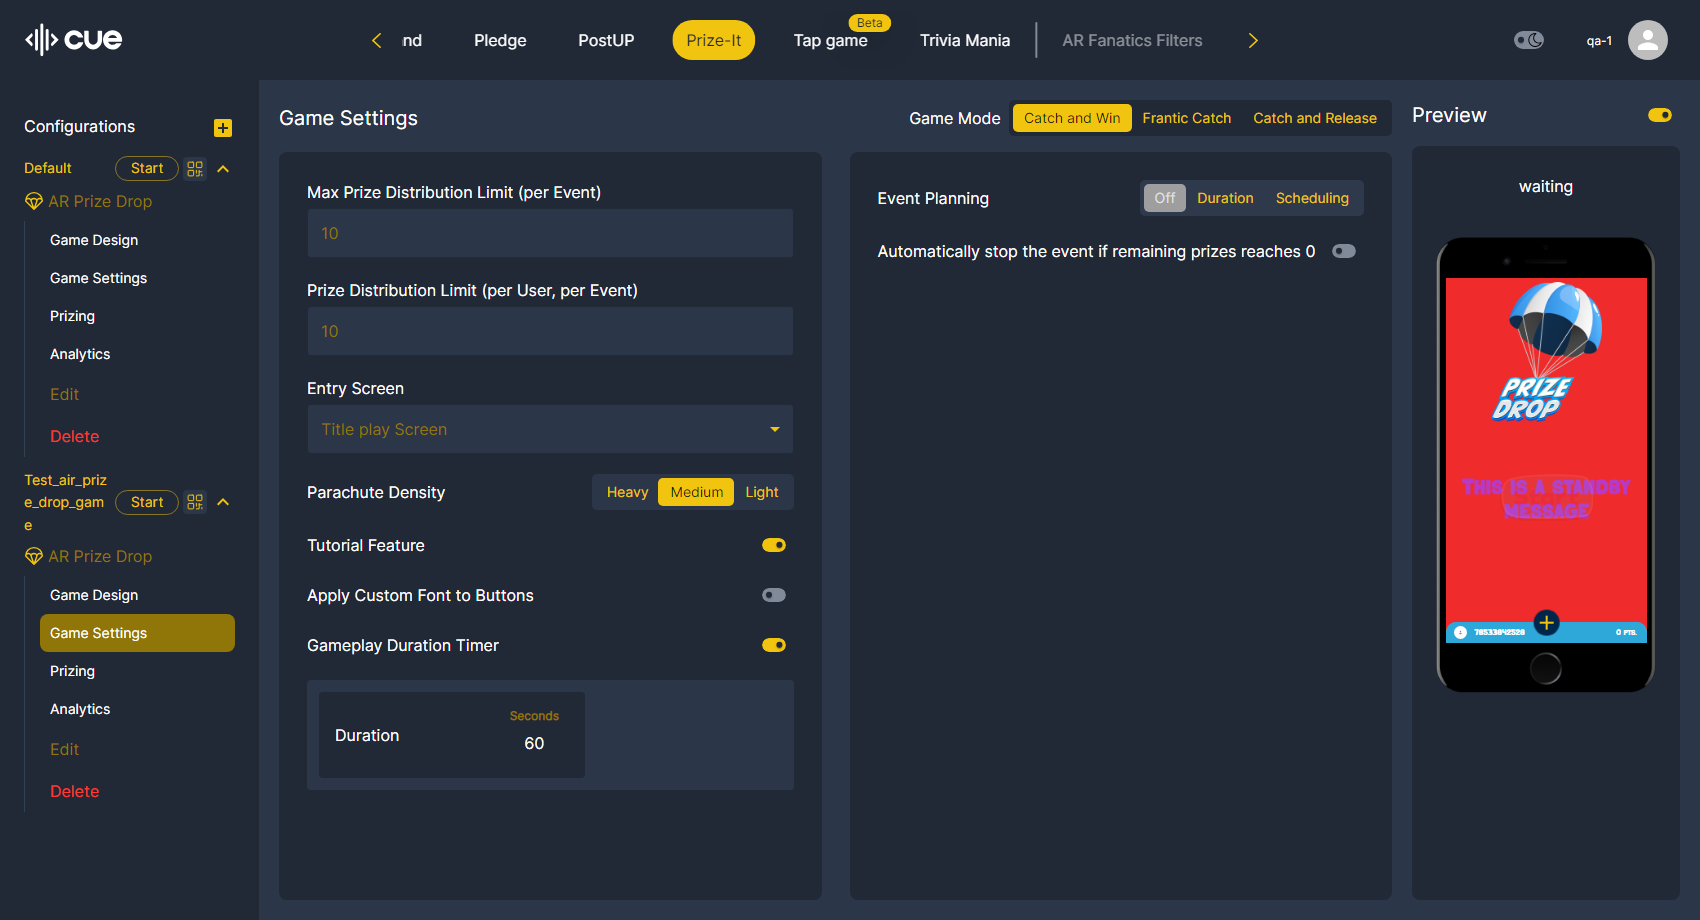 cue
nd
Pledge
PostUP
Prize-It
Beta
Tap game
Trivia Mania
AR Fanatics Filters
qa-1
Configurations
Default
Start
AR Prize Drop
Game Design
Game Settings
Prizing
Analytics
Edit
Delete
Test_air_priz
e_drop_gam
e
Start
AR Prize Drop
Game Design
Game Settings
Prizing
Analytics
Edit
Delete
Game Settings
Max Prize Distribution Limit (per Event)
10
Prize Distribution Limit (per User, per Event)
10
Entry Screen
Title play Screen
Parachute Density
Heavy
Medium
Light
Tutorial Feature
Apply Custom Font to Buttons
Gameplay Duration Timer
Duration
Seconds
60
Game Mode
Catch and Win
Frantic Catch
Catch and Release
Event Planning
Off
Duration
Scheduling
Automatically stop the event if remaining prizes reaches 0
Preview
waiting
PRIZE
DROP
THIS IS A STANDBY
MESSAGE
0 PTS.